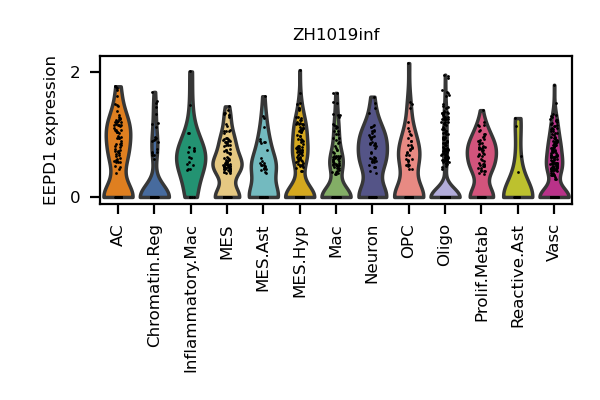 ZH1019inf
EEPD1 expression
2
0
AC
Chromatin.Reg
Inflammatory.Mac
MES
MES.Ast
MES.Hyp
Mac
Neuron
OPC
Oligo
Prolif.Metab
Reactive.Ast
Vasc